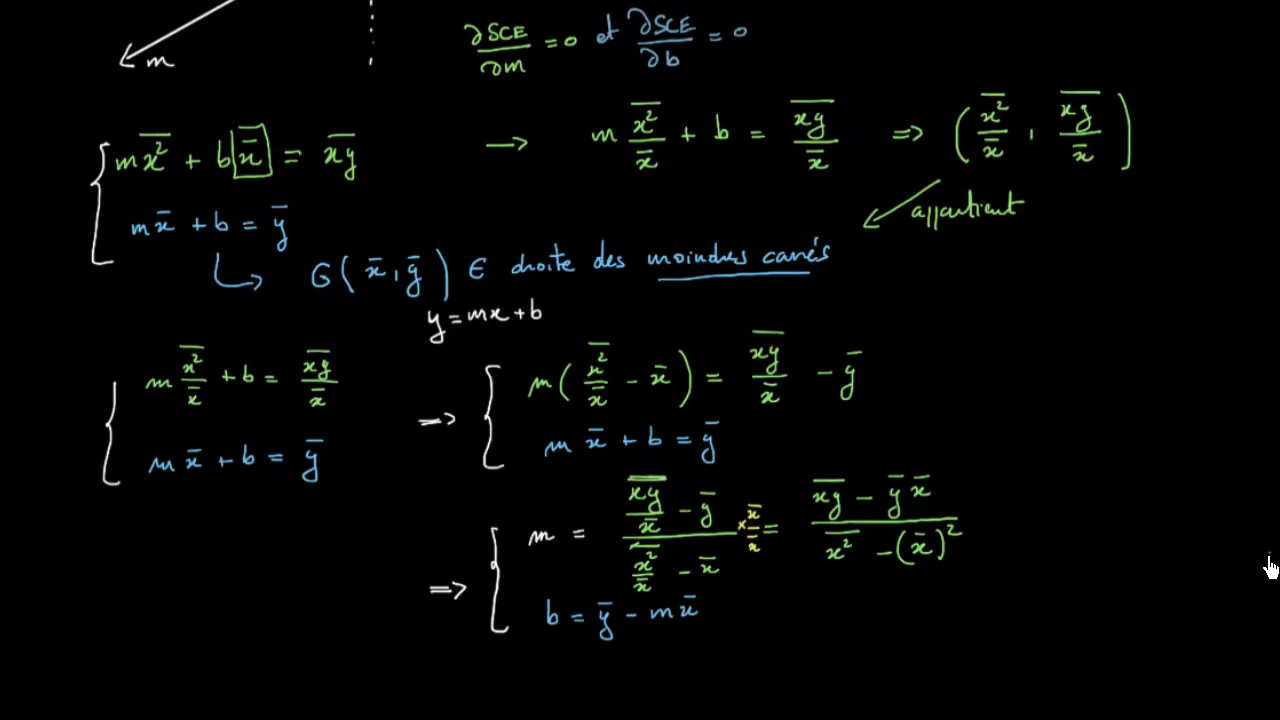 ∂SCE/∂m = 0 et ∂SCE/∂b = 0
m
{ m x̄² + b x̄ = x̄ȳ → m (x̄²/x̄) + b = x̄ȳ/x̄ ⇒ (x̄²/x̄ , x̄ȳ/x̄)
m x̄ + b = ȳ
appartient
↳ G(x̄, ȳ) ∈ droite des moindres carrés
y = mx + b
{ m (x̄²/x̄) + b = x̄ȳ/x̄ ⇒ { m (x̄²/x̄ − x̄) = x̄ȳ/x̄ − ȳ
m x̄ + b = ȳ m x̄ + b = ȳ
⇒ { m = (x̄ȳ/x̄ − ȳ)/(x̄²/x̄ − x̄) × x̄/x̄ = (x̄ȳ − ȳ x̄)/(x̄² − (x̄)²)
b = ȳ − m x̄